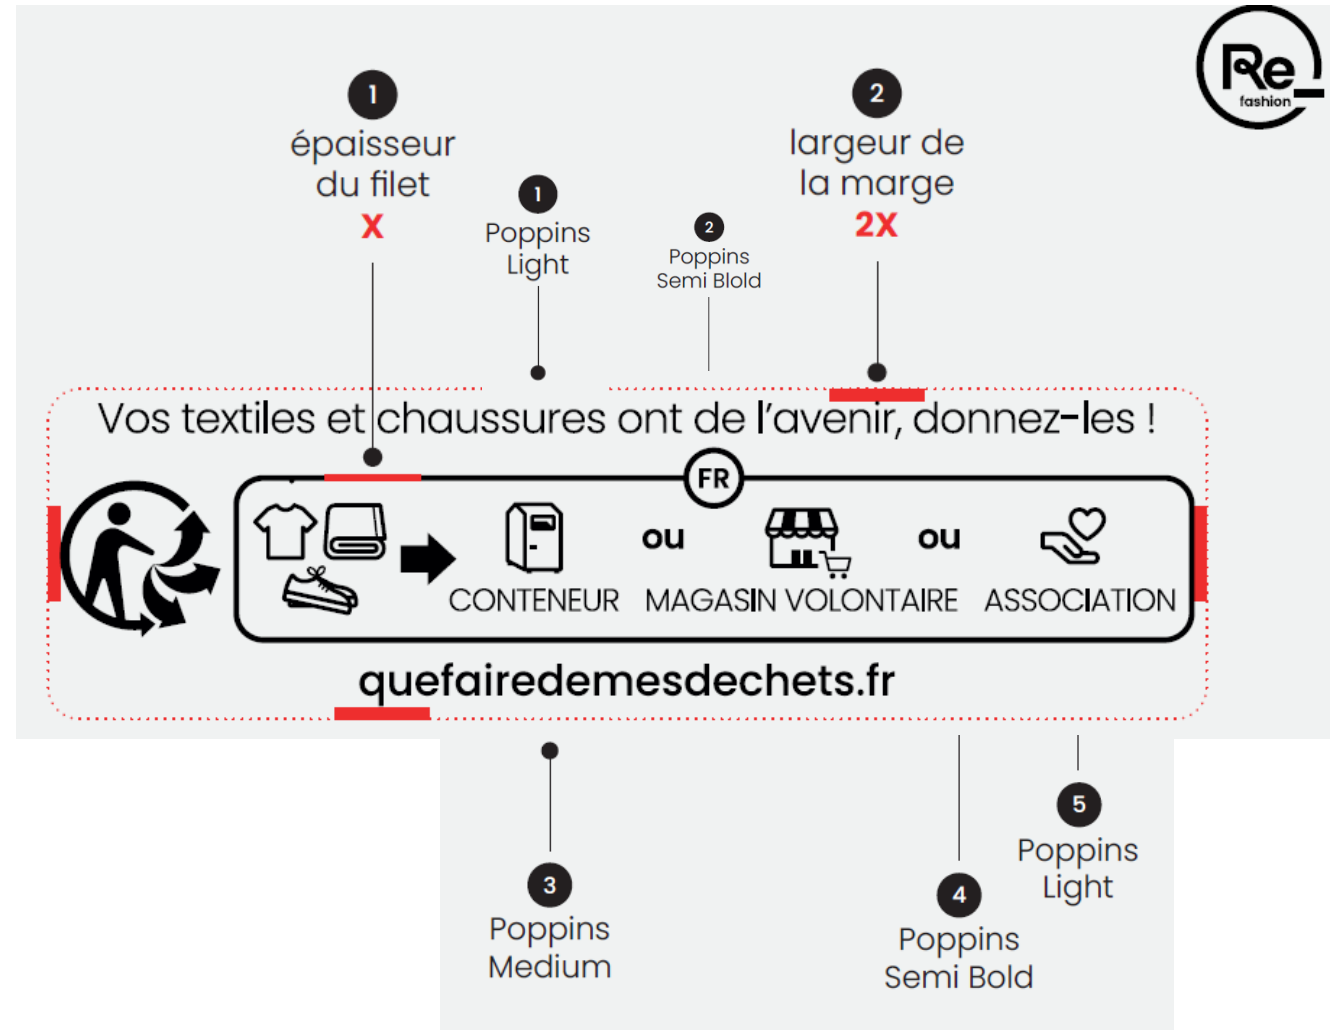 Re_
fashion
1
épaisseur
du filet
X
2
largeur de
la marge
2X
1
Poppins
Light
2
Poppins
Semi Blold
Vos textiles et chaussures ont de l’avenir, donnez-les !
FR
ou
ou
CONTENEUR
MAGASIN VOLONTAIRE
ASSOCIATION
quefairedemesdechets.fr
3
Poppins
Medium
4
Poppins
Semi Bold
5
Poppins
Light